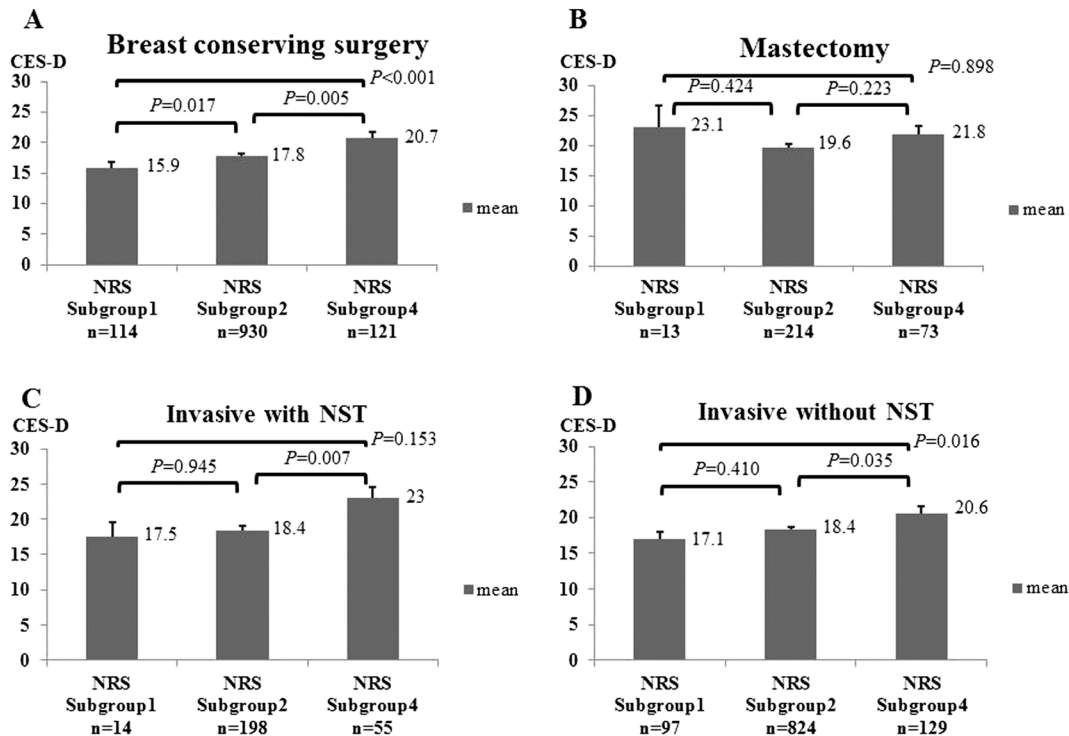 A
Breast conserving surgery
CES-D
P<0.001
P=0.017
P=0.005
30
25
20
15
10
5
0
15.9
17.8
20.7
mean
NRS
Subgroup1
n=114
NRS
Subgroup2
n=930
NRS
Subgroup4
n=121
B
Mastectomy
CES-D
P=0.898
P=0.424
P=0.223
30
25
20
15
10
5
0
23.1
19.6
21.8
mean
NRS
Subgroup1
n=13
NRS
Subgroup2
n=214
NRS
Subgroup4
n=73
C
Invasive with NST
CES-D
P=0.153
P=0.945
P=0.007
30
25
20
15
10
5
0
17.5
18.4
23
mean
NRS
Subgroup1
n=14
NRS
Subgroup2
n=198
NRS
Subgroup4
n=55
D
Invasive without NST
CES-D
P=0.016
P=0.410
P=0.035
30
25
20
15
10
5
0
17.1
18.4
20.6
mean
NRS
Subgroup1
n=97
NRS
Subgroup2
n=824
NRS
Subgroup4
n=129